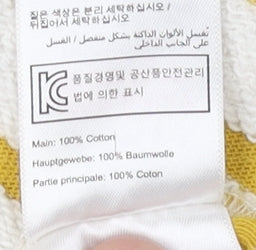 짙은 색상은 분리 세탁하십시오 /
뒤집어서 세탁하십시오
تغسل الألوان الداكنة بشكل منفصل / الغسل
على الجانب الداخلي
품질경영및 공산품안전관리
법에 의한 표시
Main: 100% Cotton
Hauptgewebe: 100% Baumwolle
Partie principale: 100% Coton